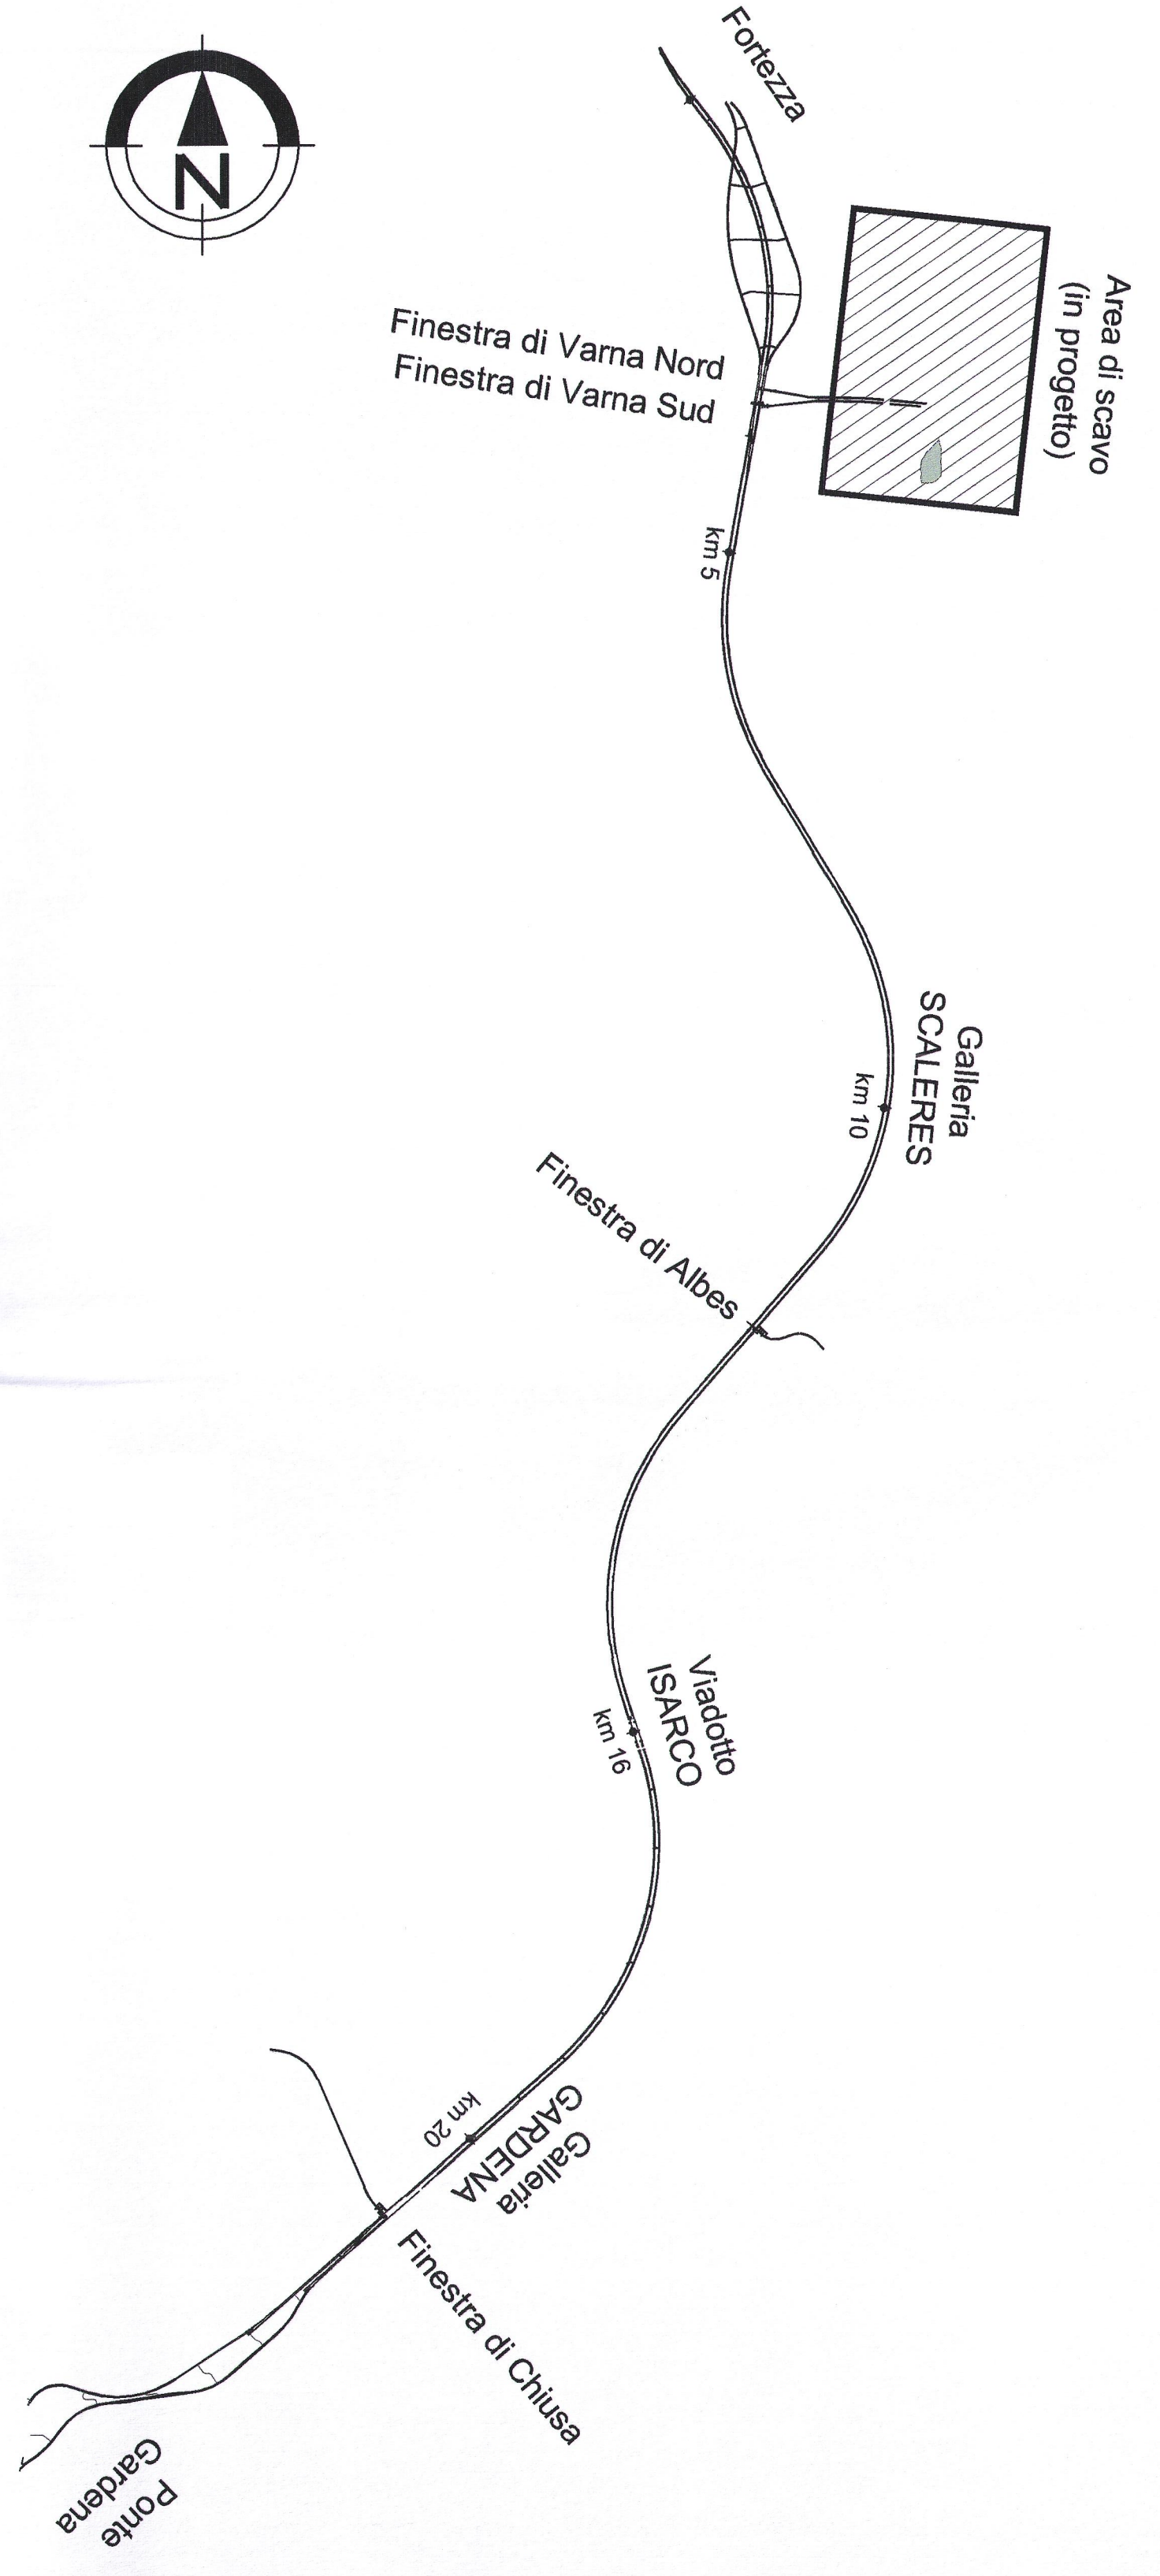 Fortezza
N
Area di scavo
(in progetto)
Finestra di Varna Nord
Finestra di Varna Sud
km 5
Galleria
SCALERES
km 10
Finestra di Albes
Viadotto
ISARCO
km 16
km 20
Galleria
GARDENA
Finestra di Chiusa
Ponte
Gardena